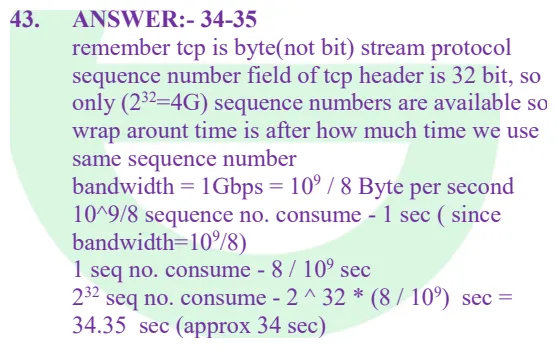 43. ANSWER:- 34-35
remember tcp is byte(not bit) stream protocol
sequence number field of tcp header is 32 bit, so
only (2³²=4G) sequence numbers are available so
wrap arount time is after how much time we use
same sequence number
bandwidth = 1Gbps = 10⁹ / 8 Byte per second
10^9/8 sequence no. consume - 1 sec ( since
bandwidth=10⁹/8)
1 seq no. consume - 8 / 10⁹ sec
2³² seq no. consume - 2 ^ 32 * (8 / 10⁹) sec =
34.35 sec (approx 34 sec)